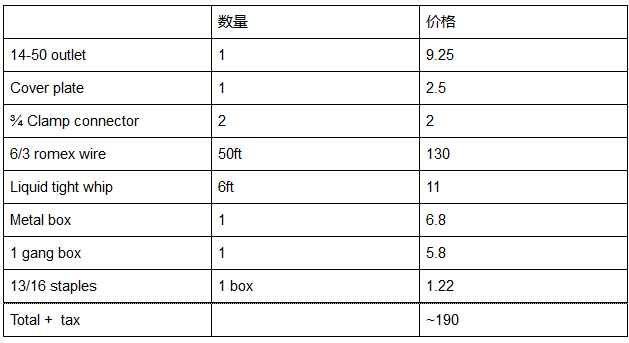 数量 价格
14-50 outlet 1 9.25
Cover plate 1 2.5
¾ Clamp connector 2 2
6/3 romex wire 50ft 130
Liquid tight whip 6ft 11
Metal box 1 6.8
1 gang box 1 5.8
13/16 staples 1 box 1.22
Total + tax ~190